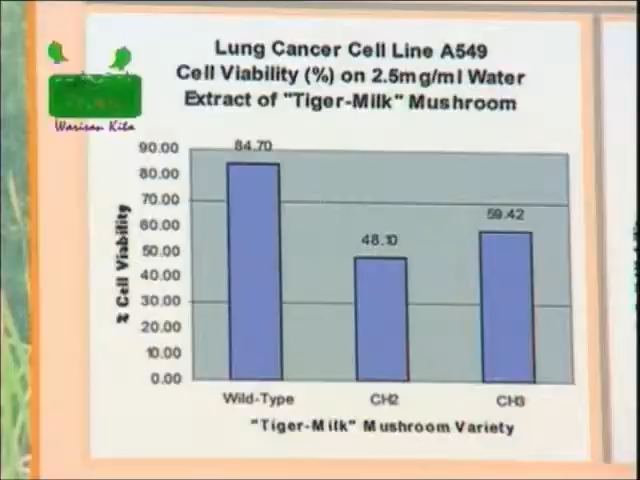 Lung Cancer Cell Line A549
Cell Viability (%) on 2.5mg/ml Water
Extract of "Tiger-Milk" Mushroom
Warisan Kita
90.00
80.00
70.00
60.00
50.00
40.00
30.00
20.00
10.00
0.00
% Cell Viability
84.70
48.10
59.42
Wild-Type
CH2
CH3
"Tiger-Milk" Mushroom Variety